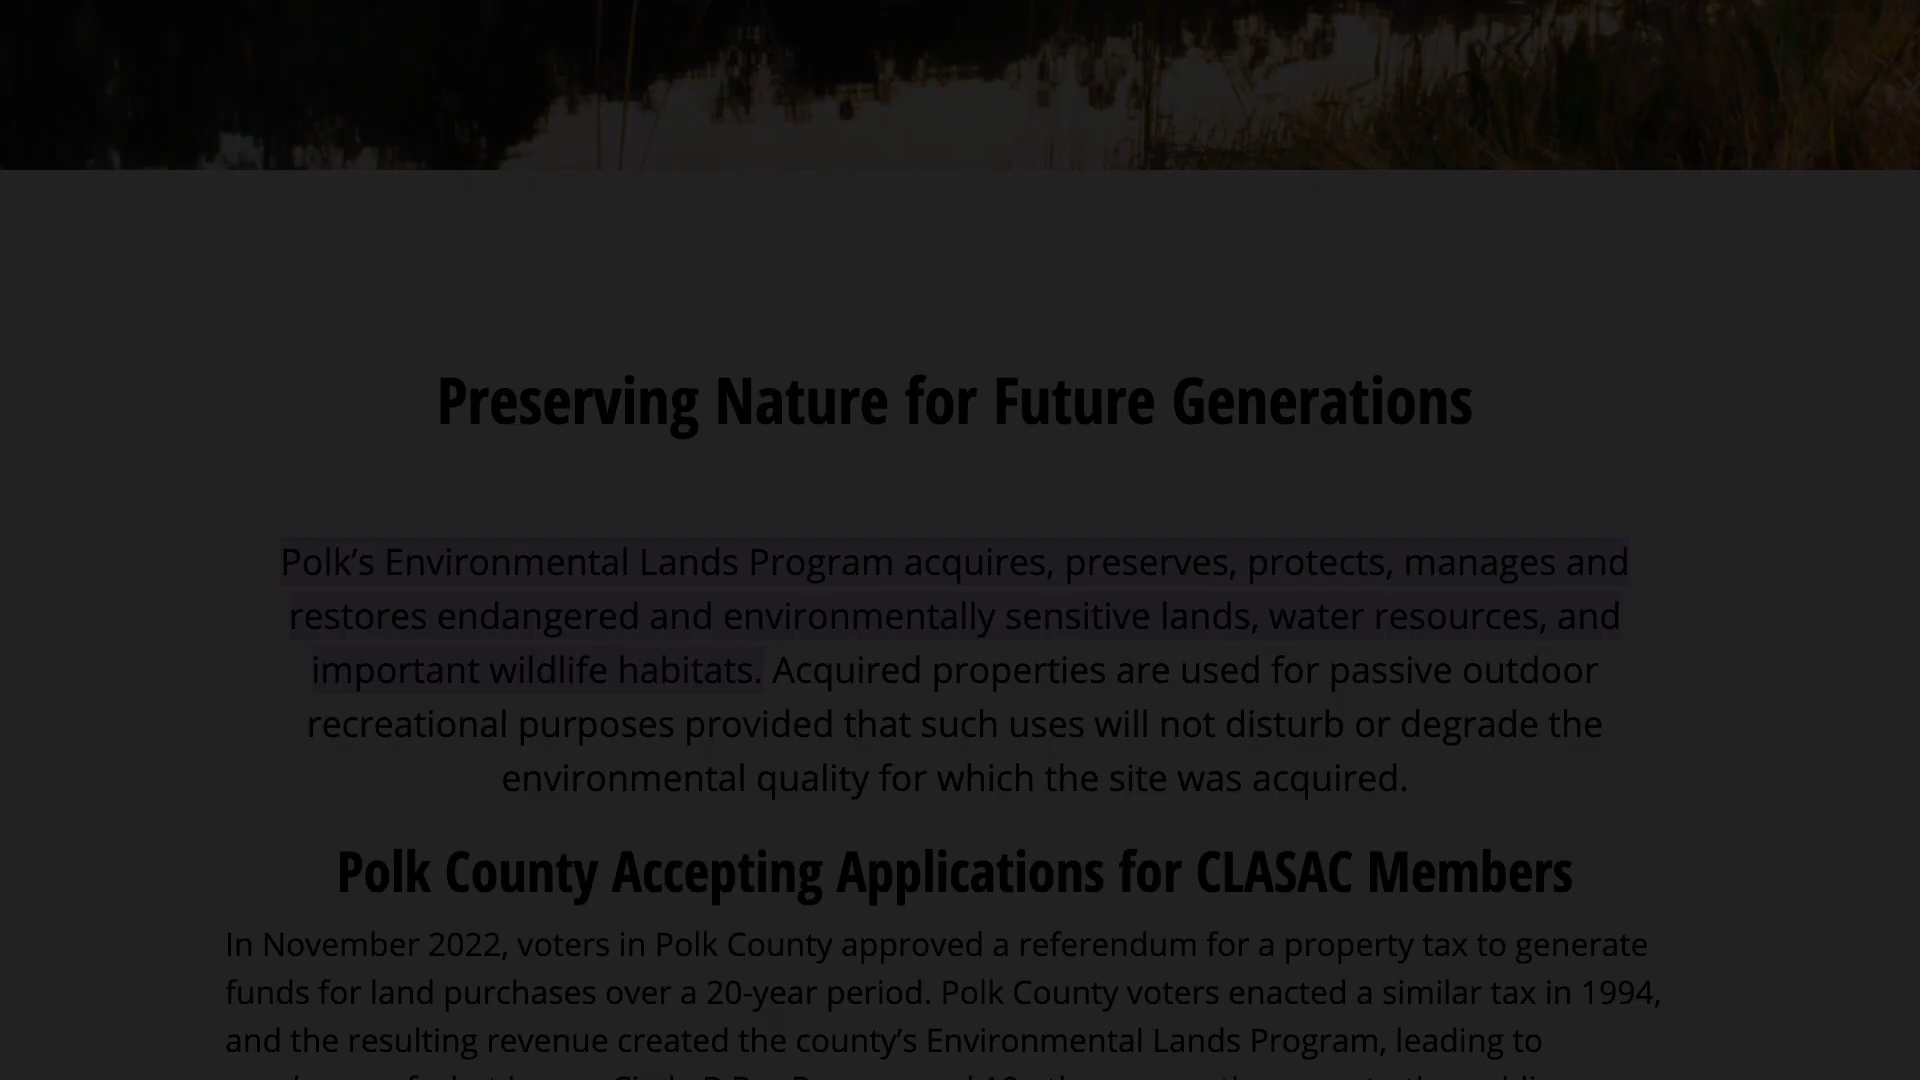 Preserving Nature for Future Generations
Polk’s Environmental Lands Program acquires, preserves, protects, manages and
restores endangered and environmentally sensitive lands, water resources, and
important wildlife habitats. Acquired properties are used for passive outdoor
recreational purposes provided that such uses will not disturb or degrade the
environmental quality for which the site was acquired.
Polk County Accepting Applications for CLASAC Members
In November 2022, voters in Polk County approved a referendum for a property tax to generate
funds for land purchases over a 20-year period. Polk County voters enacted a similar tax in 1994,
and the resulting revenue created the county’s Environmental Lands Program, leading to